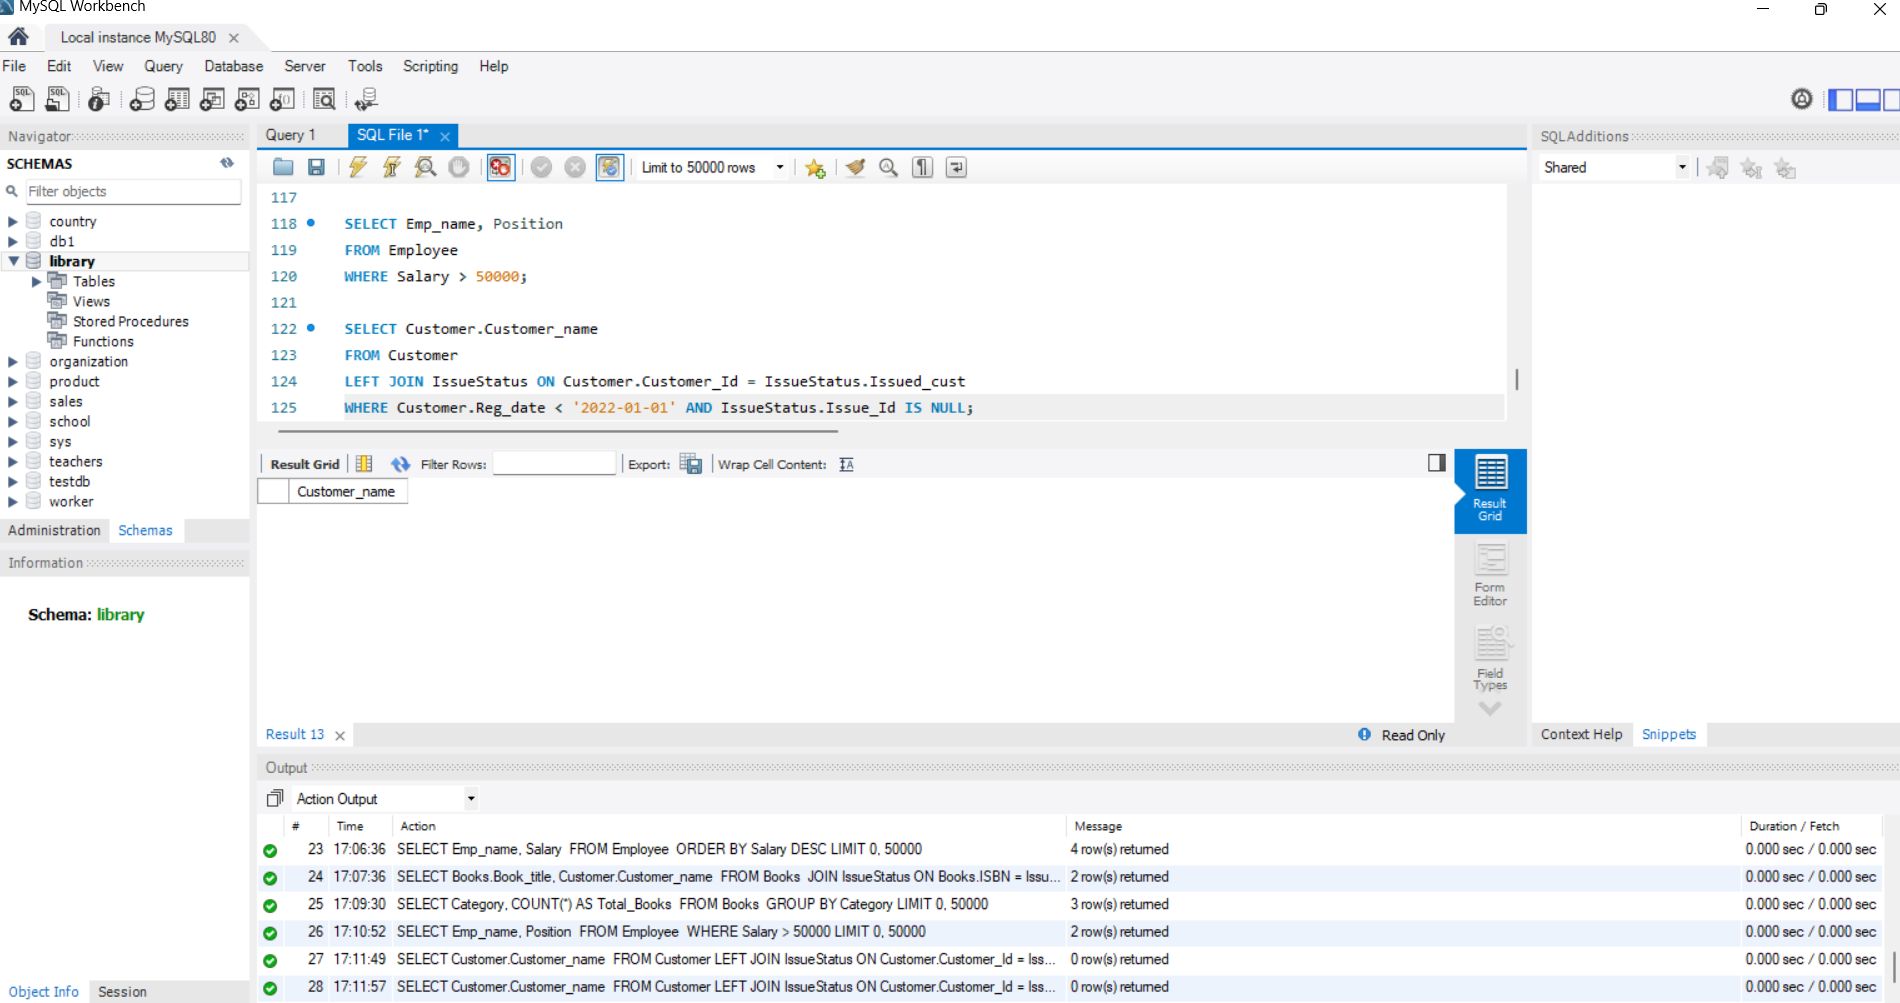 MySQL Workbench
Local instance MySQL80
File Edit View Query Database Server Tools Scripting Help
Navigator
SCHEMAS
Filter objects
country
db1
library
Tables
Views
Stored Procedures
Functions
organization
product
sales
school
sys
teachers
testdb
worker
Administration Schemas
Information
Schema: library
Object Info Session
Query 1 SQL File 1*
Limit to 50000 rows
117
118 SELECT Emp_name, Position
119 FROM Employee
120 WHERE Salary > 50000;
121
122 SELECT Customer.Customer_name
123 FROM Customer
124 LEFT JOIN IssueStatus ON Customer.Customer_Id = IssueStatus.Issued_cust
125 WHERE Customer.Reg_date < '2022-01-01' AND IssueStatus.Issue_Id IS NULL;
Result Grid Filter Rows: Export: Wrap Cell Content: IA
Customer_name
Result
Grid
Form
Editor
Field
Types
Result 13 Read Only
SQLAdditions
Shared
Context Help Snippets
Output
Action Output
# Time Action Message Duration / Fetch
23 17:06:36 SELECT Emp_name, Salary FROM Employee ORDER BY Salary DESC LIMIT 0, 50000 4 row(s) returned 0.000 sec / 0.000 sec
24 17:07:36 SELECT Books.Book_title, Customer.Customer_name FROM Books JOIN IssueStatus ON Books.ISBN = Issu... 2 row(s) returned 0.000 sec / 0.000 sec
25 17:09:30 SELECT Category, COUNT(*) AS Total_Books FROM Books GROUP BY Category LIMIT 0, 50000 3 row(s) returned 0.000 sec / 0.000 sec
26 17:10:52 SELECT Emp_name, Position FROM Employee WHERE Salary > 50000 LIMIT 0, 50000 2 row(s) returned 0.000 sec / 0.000 sec
27 17:11:49 SELECT Customer.Customer_name FROM Customer LEFT JOIN IssueStatus ON Customer.Customer_Id = Iss... 0 row(s) returned 0.000 sec / 0.000 sec
28 17:11:57 SELECT Customer.Customer_name FROM Customer LEFT JOIN IssueStatus ON Customer.Customer_Id = Iss... 0 row(s) returned 0.000 sec / 0.000 sec